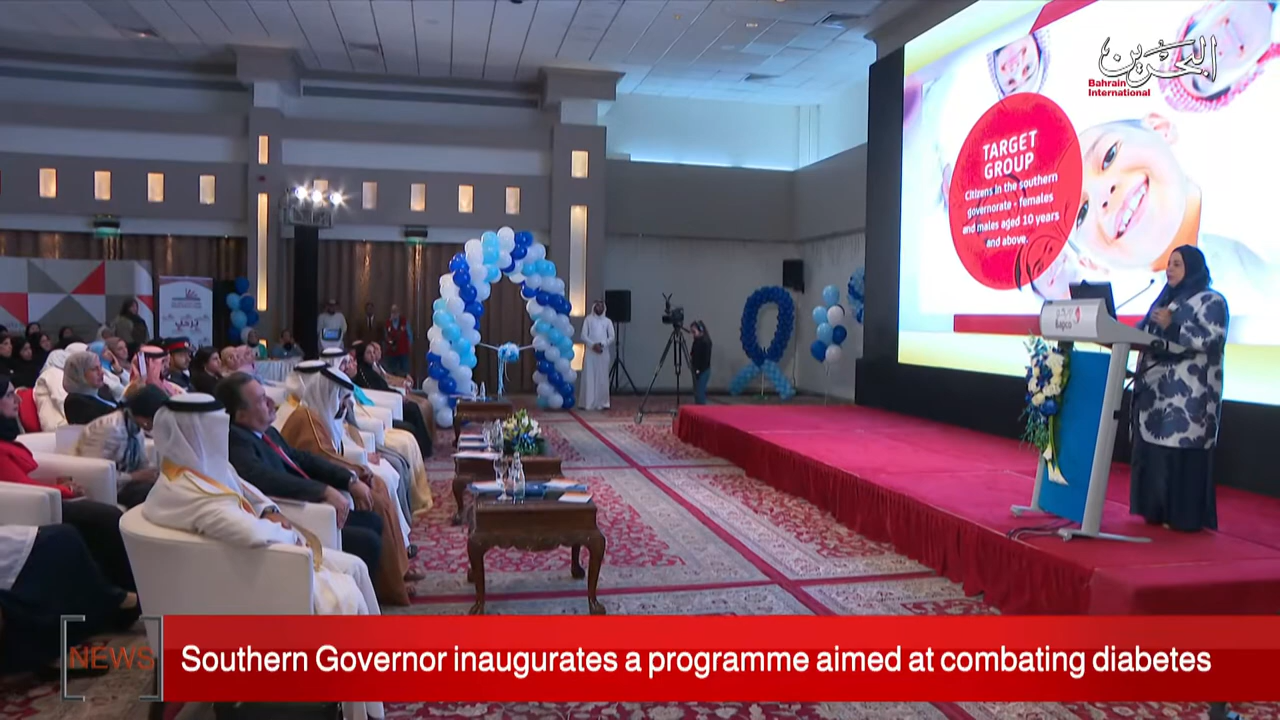 البحرين
Bahrain
International
TARGET
GROUP
Citizens in the southern
governorate - females
and males aged 10 years
and above.
bapco
NEWS
Southern Governor inaugurates a programme aimed at combating diabetes